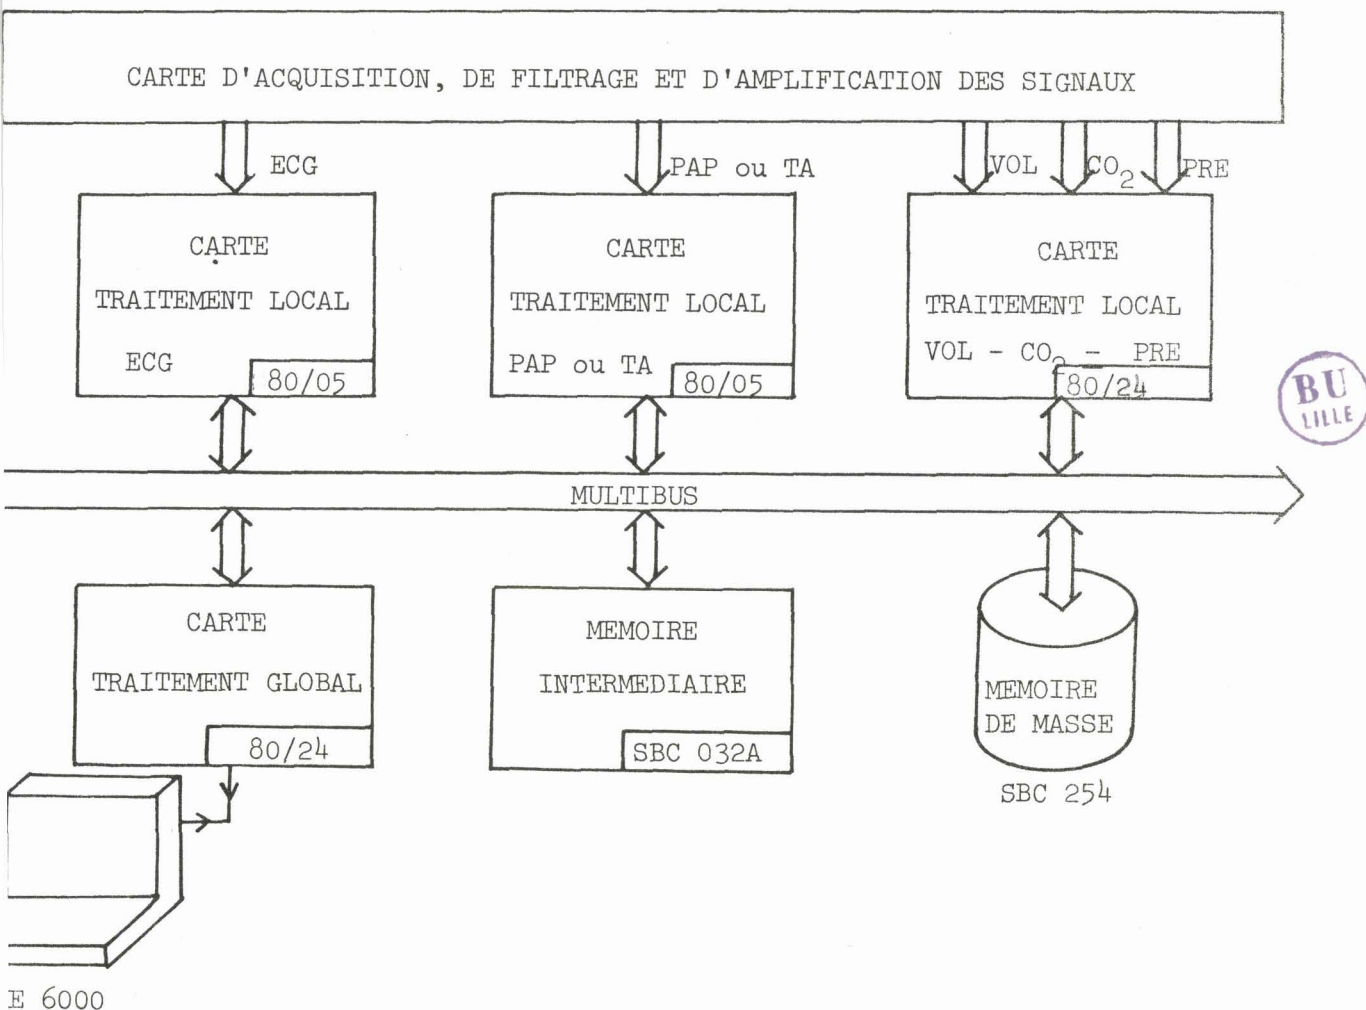 CARTE D'ACQUISITION, DE FILTRAGE ET D'AMPLIFICATION DES SIGNAUX
ECG
PAP ou TA
VOL
CO2
PRE
CARTE
TRAITEMENT LOCAL
ECG
80/05
CARTE
TRAITEMENT LOCAL
PAP ou TA
80/05
CARTE
TRAITEMENT LOCAL
VOL - CO2 - PRE
80/24
BU
LILLE
MULTIBUS
CARTE
TRAITEMENT GLOBAL
80/24
MEMOIRE
INTERMEDIAIRE
SBC 032A
MEMOIRE
DE MASSE
SBC 254
E 6000